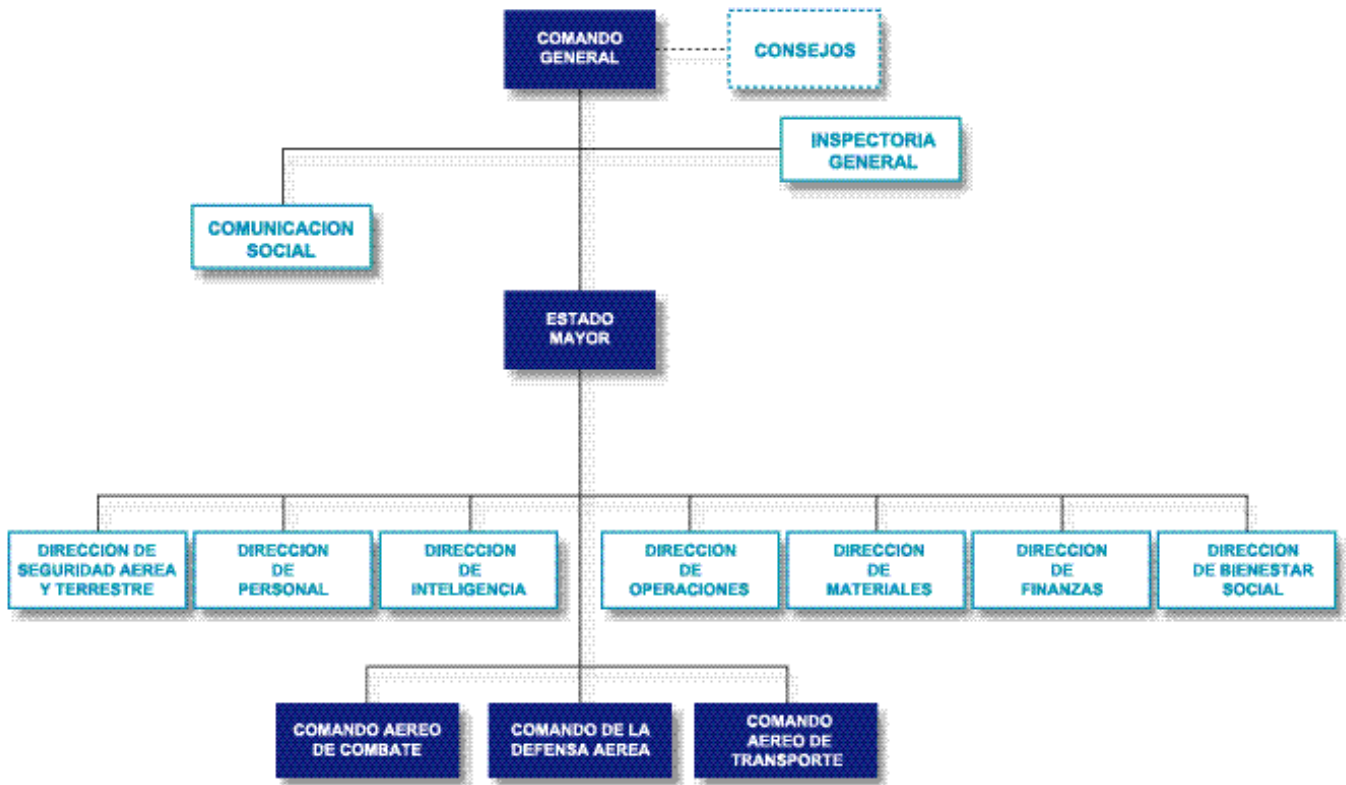 COMANDO
GENERAL
CONSEJOS
INSPECTORIA
GENERAL
COMUNICACION
SOCIAL
ESTADO
MAYOR
DIRECCION DE
SEGURIDAD AEREA
Y TERRESTRE
DIRECCION
DE
PERSONAL
DIRECCION
DE
INTELIGENCIA
DIRECCION
DE
OPERACIONES
DIRECCION
DE
MATERIALES
DIRECCION
DE
FINANZAS
DIRECCION
DE BIENESTAR
SOCIAL
COMANDO AEREO
DE COMBATE
COMANDO DE LA
DEFENSA AEREA
COMANDO
AEREO DE
TRANSPORTE